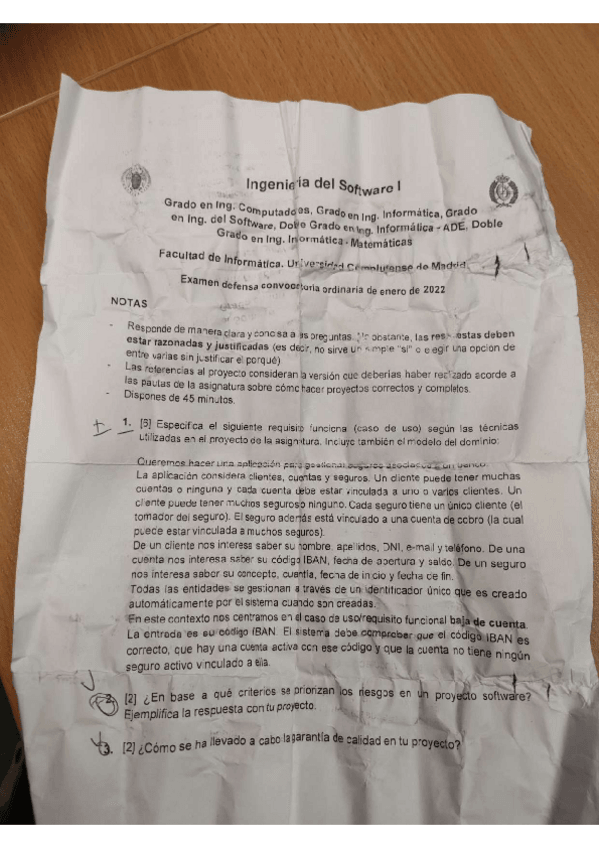 Ingeniería del Software I
Grado en Ing. Computadores, Grado en Ing. Informática, Grado
en Ing. del Software, Doble Grado en Ing. Informática - ADE, Doble
Grado en Ing. Informática - Matemáticas
Facultad de Informática. Universidad Complutense de Madrid
Examen defensa convocatoria ordinaria de enero de 2022
NOTAS
- Responde de manera clara y concisa a las preguntas. No obstante, las respuestas deben
estar razonadas y justificadas (es decir, no sirve un simple "si" o elegir una opción de
entre varias sin justificar el porqué)
- Las referencias al proyecto consideran la versión que deberías haber realizado acorde a
las pautas de la asignatura sobre cómo hacer proyectos correctos y completos.
- Dispones de 45 minutos.
1. [5] Especifica el siguiente requisito funcional (caso de uso) según las técnicas
utilizadas en el proyecto de la asignatura. Incluye también el modelo del dominio:
Queremos hacer una aplicación para gestionar seguros asociados a un banco.
La aplicación considera clientes, cuentas y seguros. Un cliente puede tener muchas
cuentas o ninguna y cada cuenta debe estar vinculada a uno o varios clientes. Un
cliente puede tener muchos seguros o ninguno. Cada seguro tiene un único cliente (el
tomador del seguro). El seguro además está vinculado a una cuenta de cobro (la cual
puede estar vinculada a muchos seguros).
De un cliente nos interesa saber su nombre, apellidos, DNI, e-mail y teléfono. De una
cuenta nos interesa saber su código IBAN, fecha de apertura y saldo. De un seguro
nos interesa saber su concepto, cuantía, fecha de inicio y fecha de fin.
Todas las entidades se gestionan a través de un identificador único que es creado
automáticamente por el sistema cuando son creadas.
En este contexto nos centramos en el caso de uso/requisito funcional baja de cuenta.
La entrada es su código IBAN. El sistema debe comprobar que el código IBAN es
correcto, que hay una cuenta activa con ese código y que la cuenta no tiene ningún
seguro activo vinculado a ella.
2. [2] ¿En base a qué criterios se priorizan los riesgos en un proyecto software?
Ejemplifica la respuesta con tu proyecto.
3. [2] ¿Cómo se ha llevado a cabo la garantía de calidad en tu proyecto?